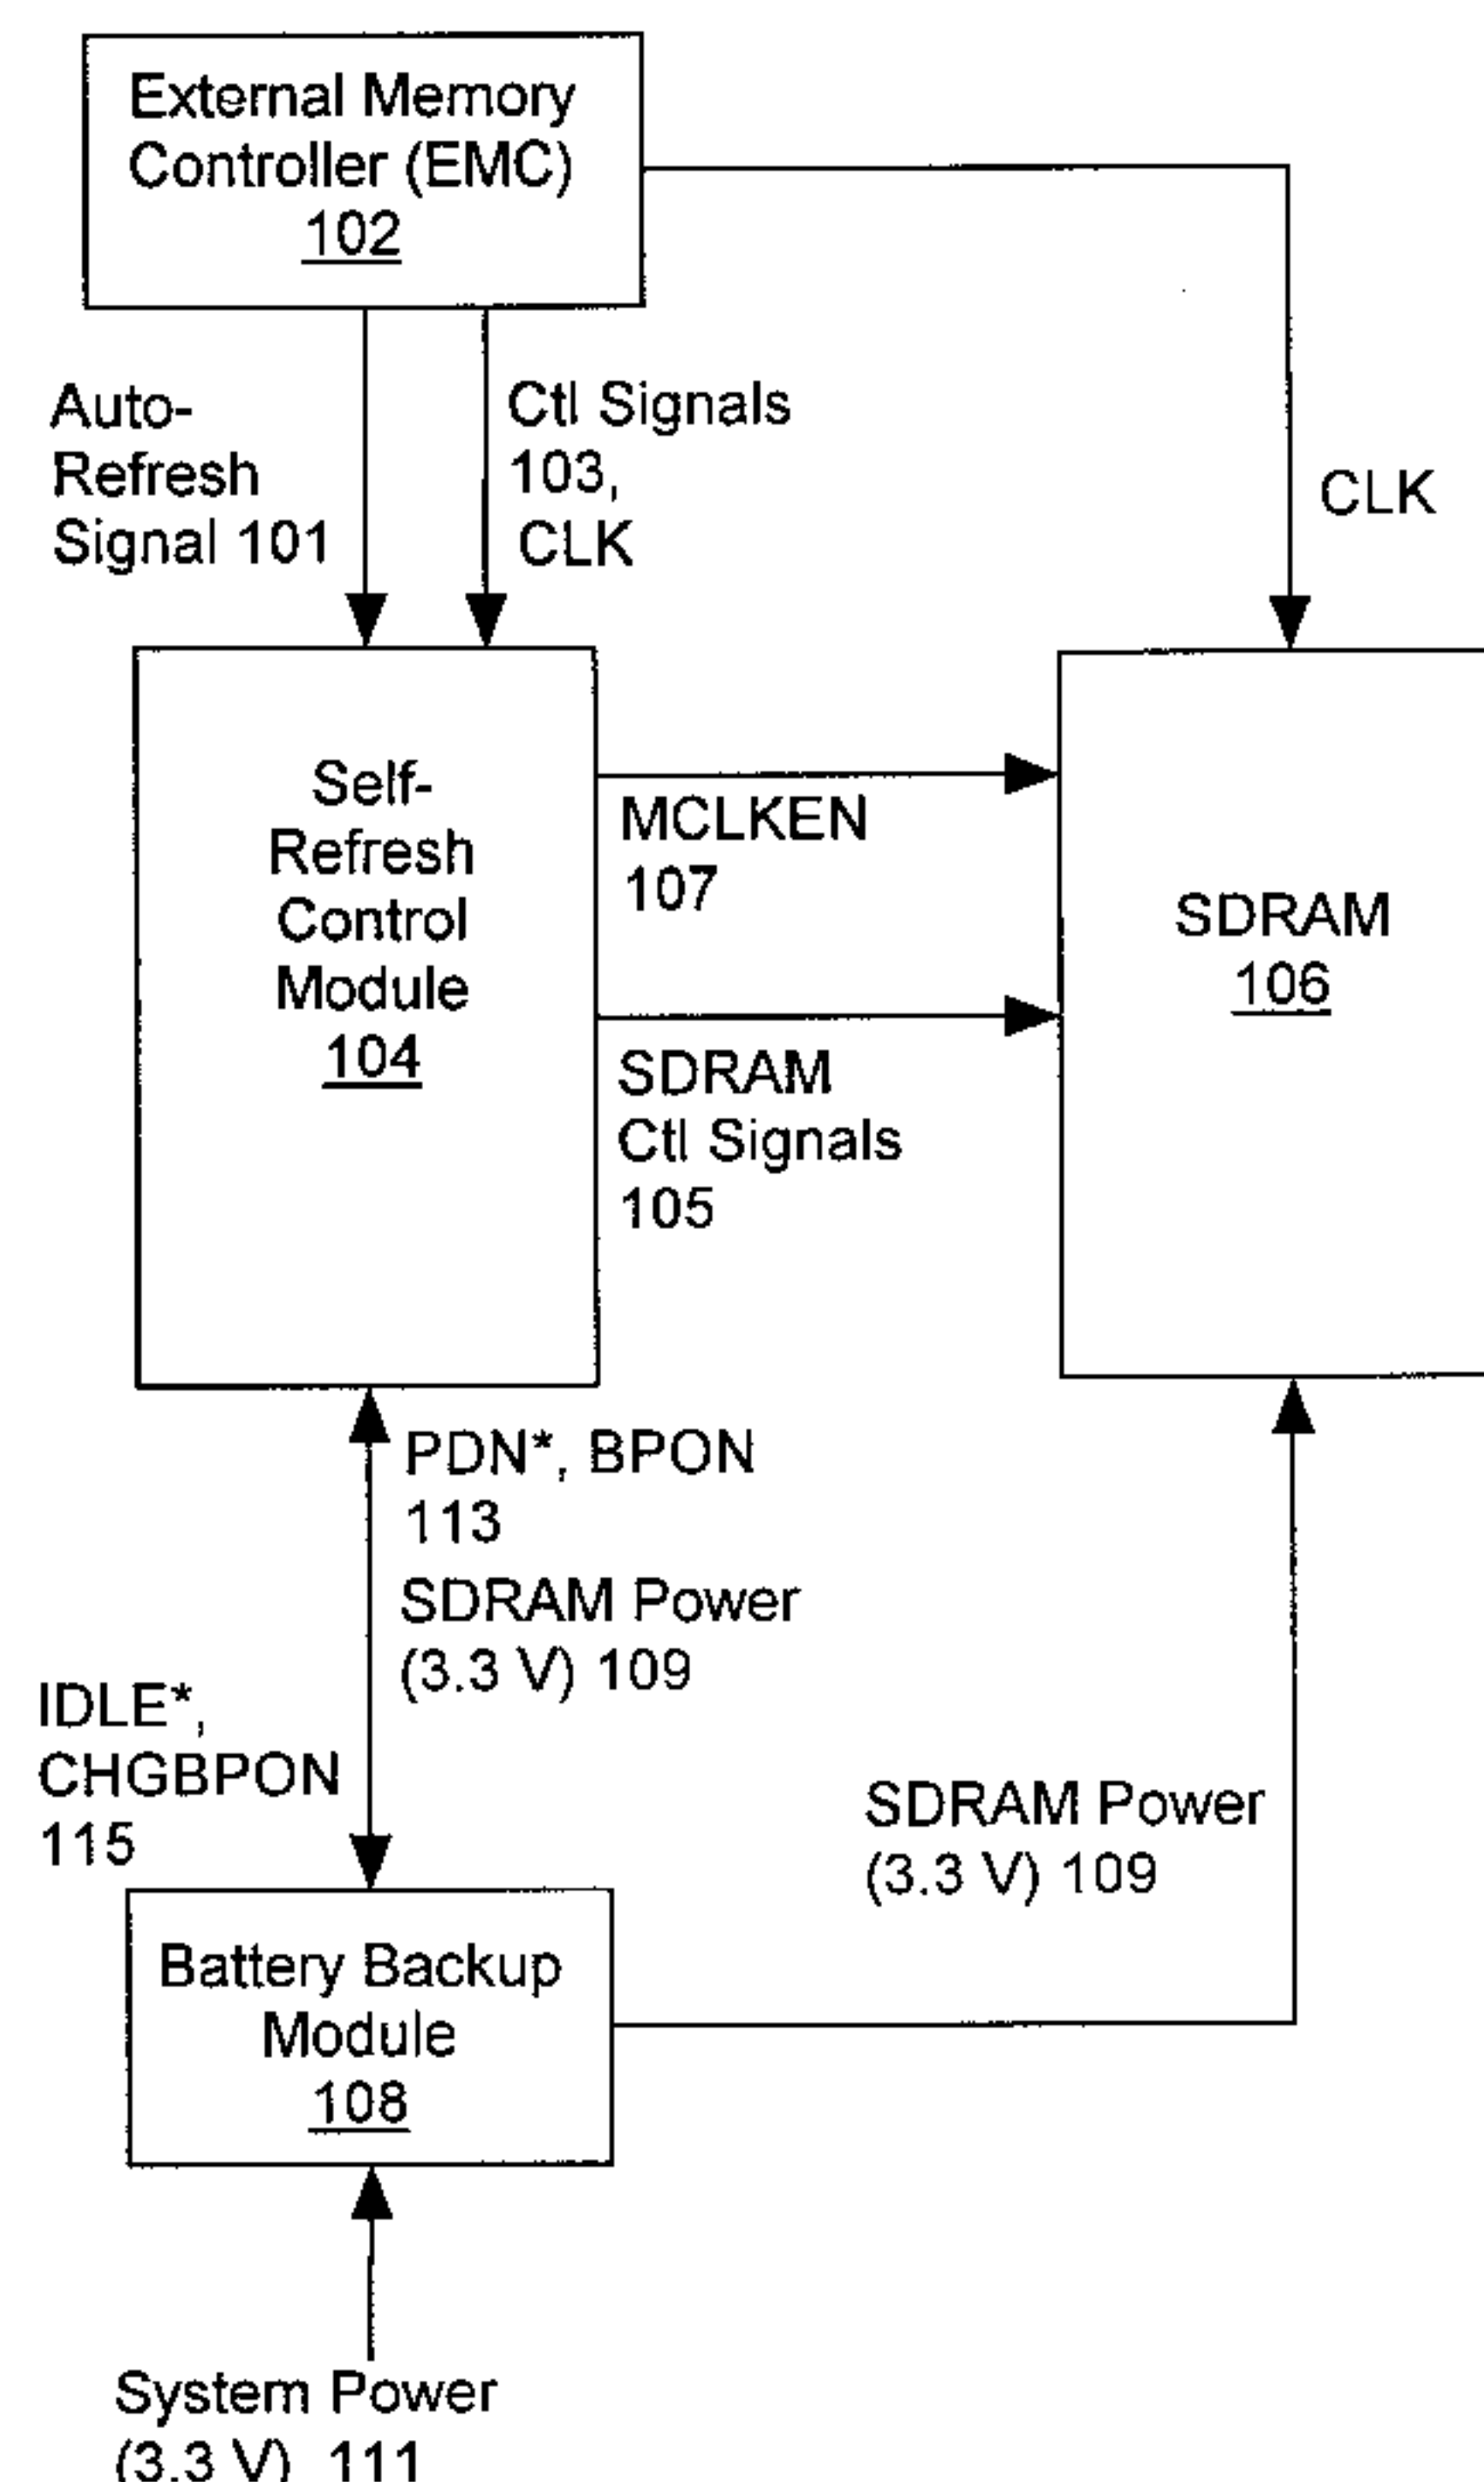 External Memory
Controller (EMC)
102
Auto-
Refresh
Signal 101
Ctl Signals
103,
CLK
CLK
Self-
Refresh
Control
Module
104
MCLKEN
107
SDRAM
Ctl Signals
105
SDRAM
106
PDN*, BPON
113
SDRAM Power
(3.3 V) 109
IDLE*,
CHGBPON
115
SDRAM Power
(3.3 V) 109
Battery Backup
Module
108
System Power
(3.3 V) 111